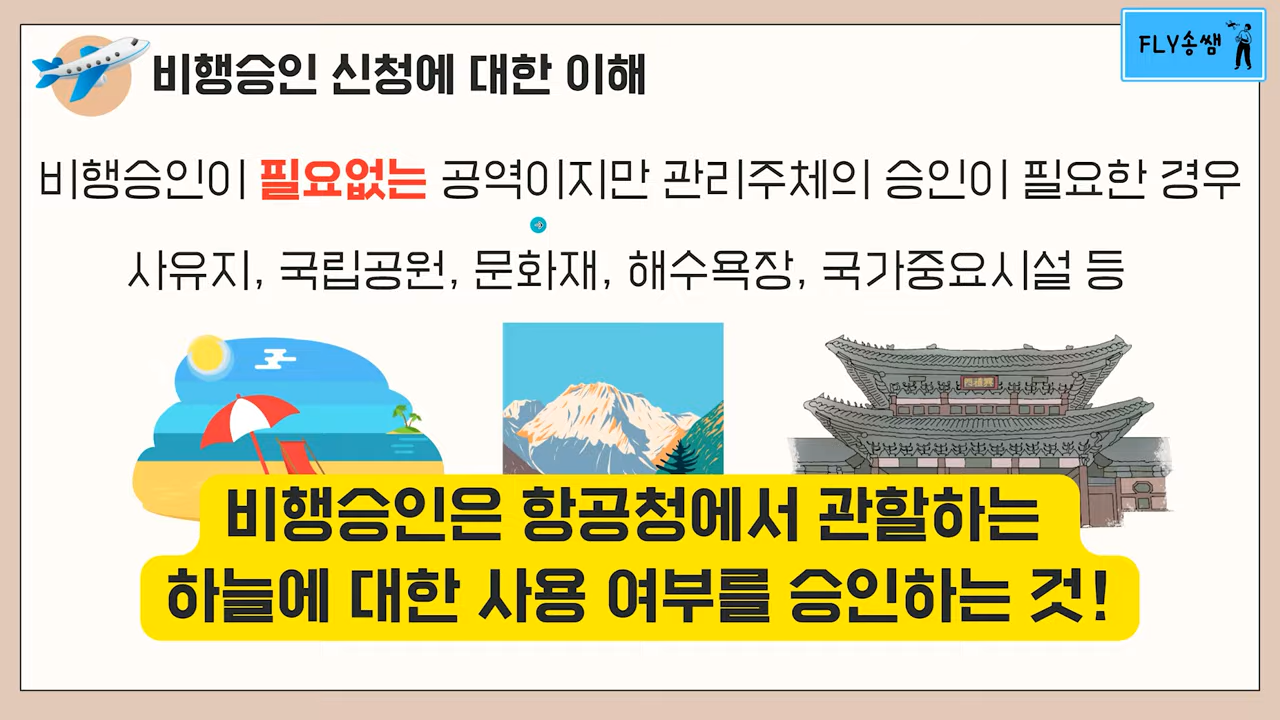 FLY송쌤
비행승인 신청에 대한 이해
비행승인이 필요없는 공역이지만 관리주체의 승인이 필요한 경우
사유지, 국립공원, 문화재, 해수욕장, 국가중요시설 등
비행승인은 항공청에서 관할하는
하늘에 대한 사용 여부를 승인하는 것!